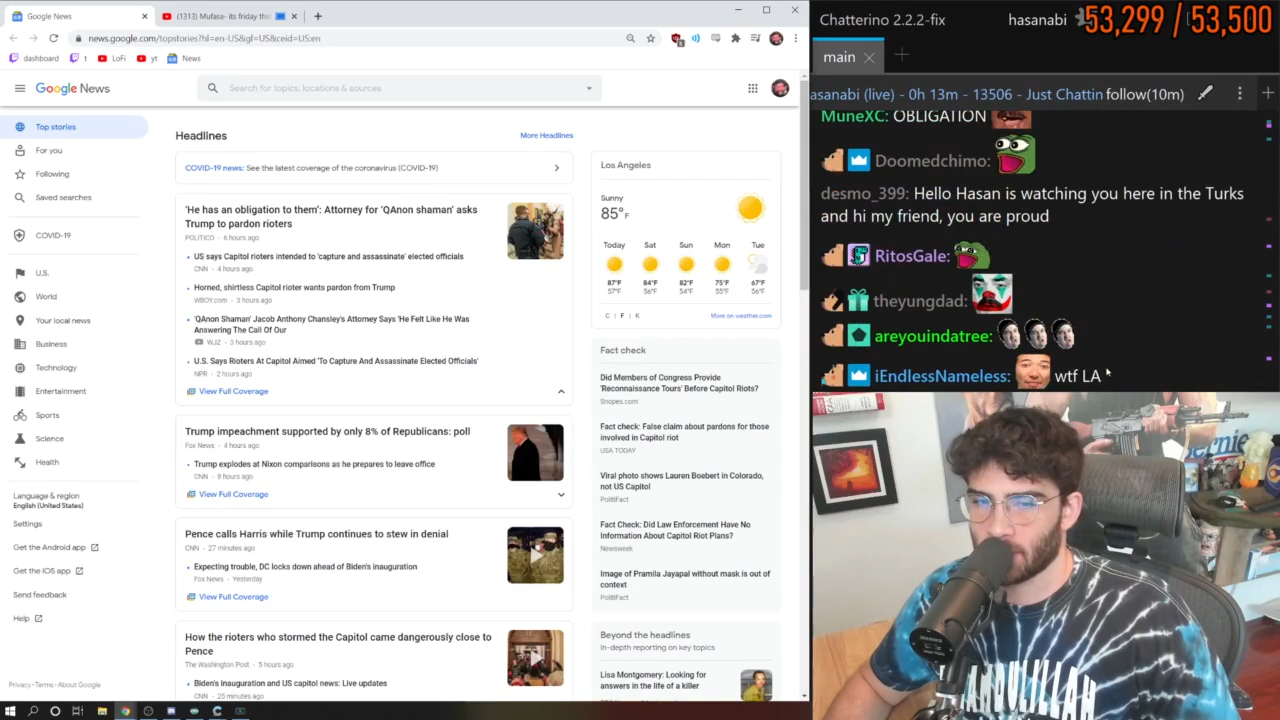 Google News
(1313) Mufasa- its friday the
news.google.com/topstories?hl=en-US&gl=US&ceid=US:en
dashboard
t
LoFi
yt
News
Google News
Search for topics, locations & sources
Top stories
For you
Following
Saved searches
COVID-19
U.S.
World
Your local news
Business
Technology
Entertainment
Sports
Science
Health
Language & region
English (United States)
Settings
Get the Android app
Get the iOS app
Send feedback
Help
Privacy · Terms · About Google
Headlines
More Headlines
COVID-19 news: See the latest coverage of the coronavirus (COVID-19)
'He has an obligation to them': Attorney for 'QAnon shaman' asks
Trump to pardon rioters
POLITICO • 6 hours ago
US says Capitol rioters intended to 'capture and assassinate' elected officials
CNN • 4 hours ago
Horned, shirtless Capitol rioter wants pardon from Trump
WBOY.com • 3 hours ago
'QAnon Shaman' Jacob Anthony Chansley's Attorney Says 'He Felt Like He Was
Answering The Call Of Our
WJZ • 3 hours ago
U.S. Says Rioters At Capitol Aimed 'To Capture And Assassinate Elected Officials'
NPR • 2 hours ago
View Full Coverage
Trump impeachment supported by only 8% of Republicans: poll
Fox News • 4 hours ago
Trump explodes at Nixon comparisons as he prepares to leave office
CNN • 8 hours ago
View Full Coverage
Pence calls Harris while Trump continues to stew in denial
CNN • 27 minutes ago
Expecting trouble, DC locks down ahead of Biden's inauguration
Fox News • Yesterday
View Full Coverage
How the rioters who stormed the Capitol came dangerously close to
Pence
The Washington Post • 5 hours ago
Biden's inauguration and US capitol news: Live updates
CNN • 25 minutes ago
Los Angeles
Sunny
85°F
Today Sat Sun Mon Tue
87°F 84°F 82°F 75°F 67°F
57°F 56°F 54°F 55°F 56°F
C F K
More on weather.com
Fact check
Did Members of Congress Provide
'Reconnaissance Tours' Before Capitol Riots?
Snopes.com
Fact check: False claim about pardons for those
involved in Capitol riot
USA TODAY
Viral photo shows Lauren Boebert in Colorado,
not US Capitol
PolitiFact
Fact Check: Did Law Enforcement Have No
Information About Capitol Riot Plans?
Newsweek
Image of Pramila Jayapal without mask is out of
context
PolitiFact
Beyond the headlines
In-depth reporting on key topics
Lisa Montgomery: Looking for
answers in the life of a killer
Chatterino 2.2.2-fix
hasanabi
53,299 / 53,500
main
asanabi (live) - 0h 13m - 13506 - Just Chattin follow(10m)
MuneXC: OBLIGATION
Doomedchimo:
desmo_399: Hello Hasan is watching you here in the Turks
and hi my friend, you are proud
RitosGale:
theyungdad:
areyouindatree:
iEndlessNameless: wtf LA
Bernie